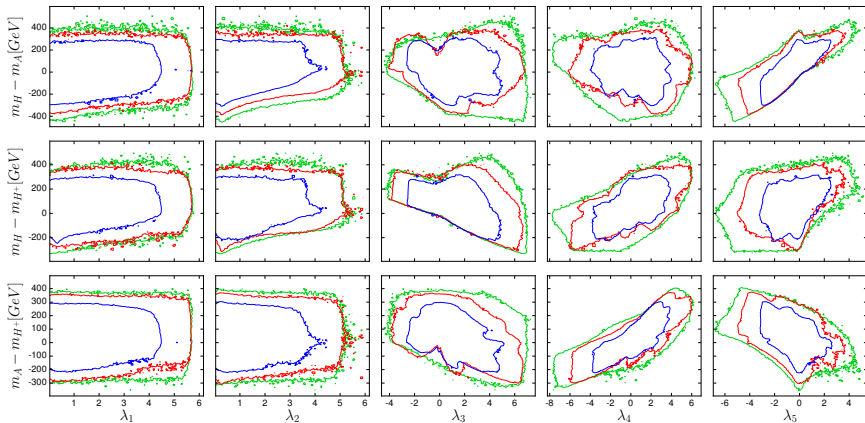 m_H − m_A [GeV]
400
200
0
-200
-400
m_H − m_{H^+} [GeV]
400
200
0
-200
m_A − m_{H^+} [GeV]
400
300
200
100
0
-100
-200
-300
1 2 3 4 5 6
1 2 3 4 5 6
-4 -2 0 2 4 6
-8 -6 -4 -2 0 2 4 6
-6 -4 -2 0 2 4
λ_1
λ_2
λ_3
λ_4
λ_5